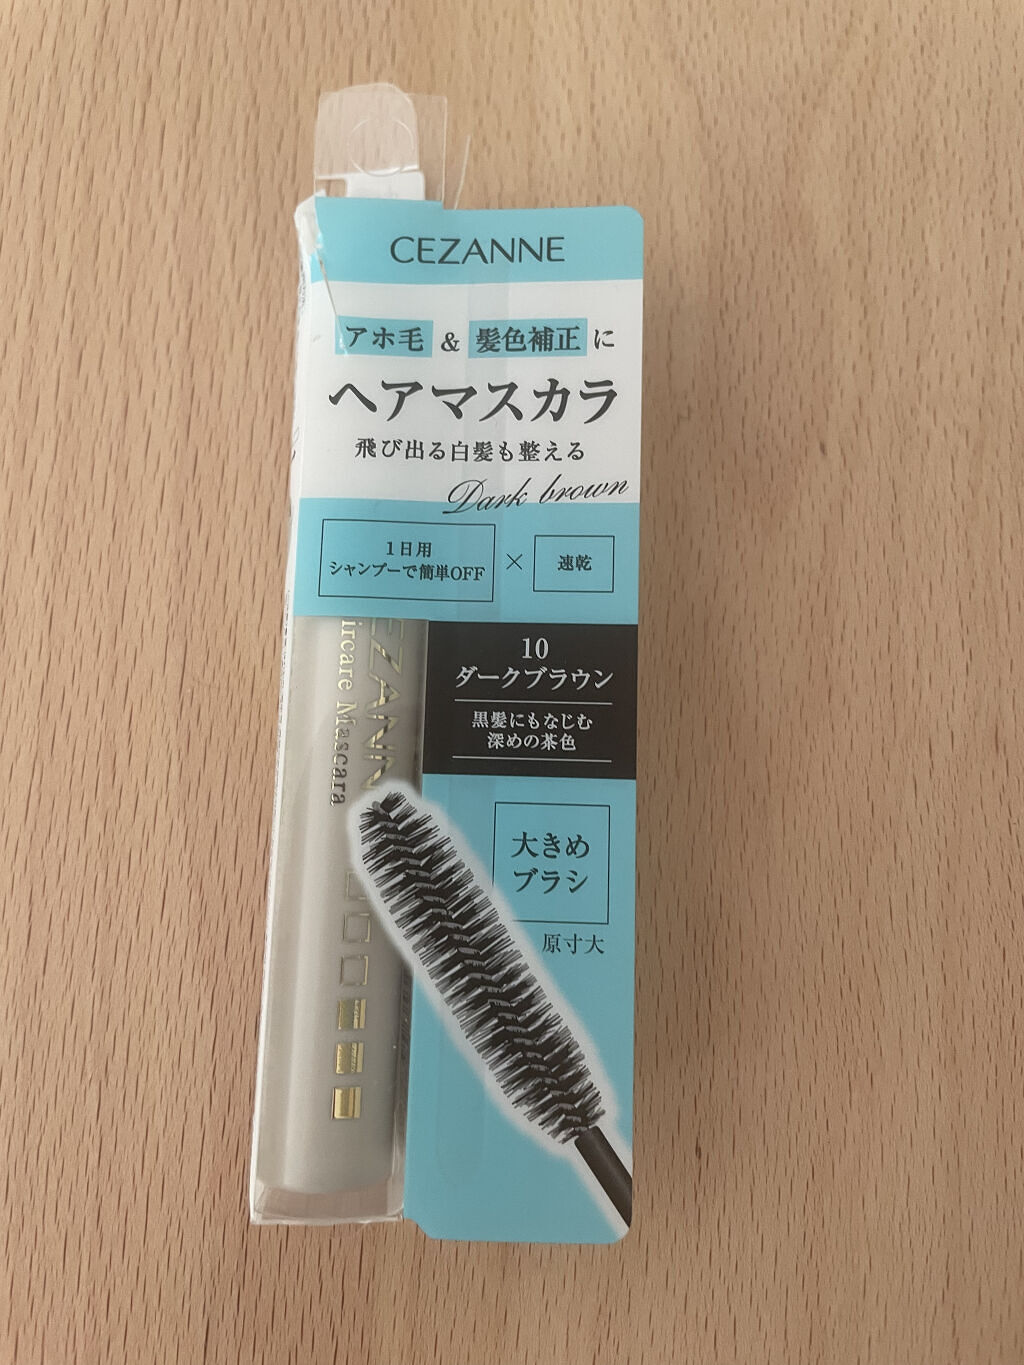 CEZANNE
アホ毛 & 髪色補正 に
ヘアマスカラ
飛び出る白髪も整える
Dark brown
1日用
シャンプーで簡単OFF
×
速乾
10
ダークブラウン
黒髪にもなじむ
深めの茶色
EZANN
ircare Mascara
大きめ
ブラシ
原寸大